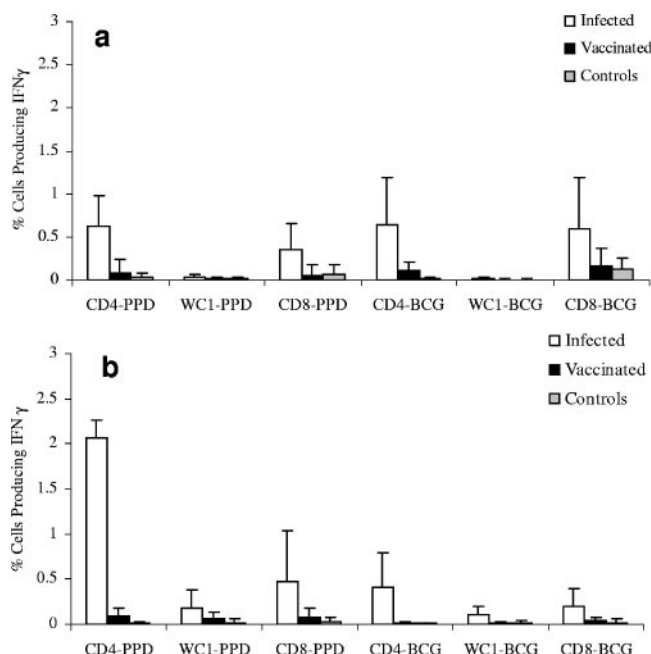 a
Infected
Vaccinated
Controls
% Cells Producing IFNγ
3
2.5
2
1.5
1
0.5
0
CD4-PPD WC1-PPD CD8-PPD CD4-BCG WC1-BCG CD8-BCG
b
Infected
Vaccinated
Controls
% Cells Producing IFNγ
3
2.5
2
1.5
1
0.5
0
CD4-PPD WC1-PPD CD8-PPD CD4-BCG WC1-BCG CD8-BCG